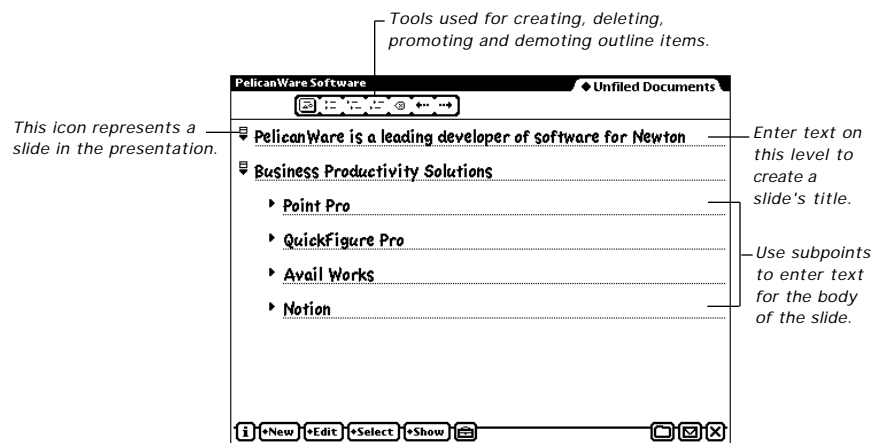 Tools used for creating, deleting,
promoting and demoting outline items.
PelicanWare Software
◆Unfiled Documents
This icon represents a
slide in the presentation.
PelicanWare is a leading developer of software for Newton
Enter text on
this level to
create a
slide's title.
Business Productivity Solutions
Point Pro
QuickFigure Pro
Avail Works
Notion
Use subpoints
to enter text
for the body
of the slide.
i ◆New ◆Edit ◆Select ◆Show X